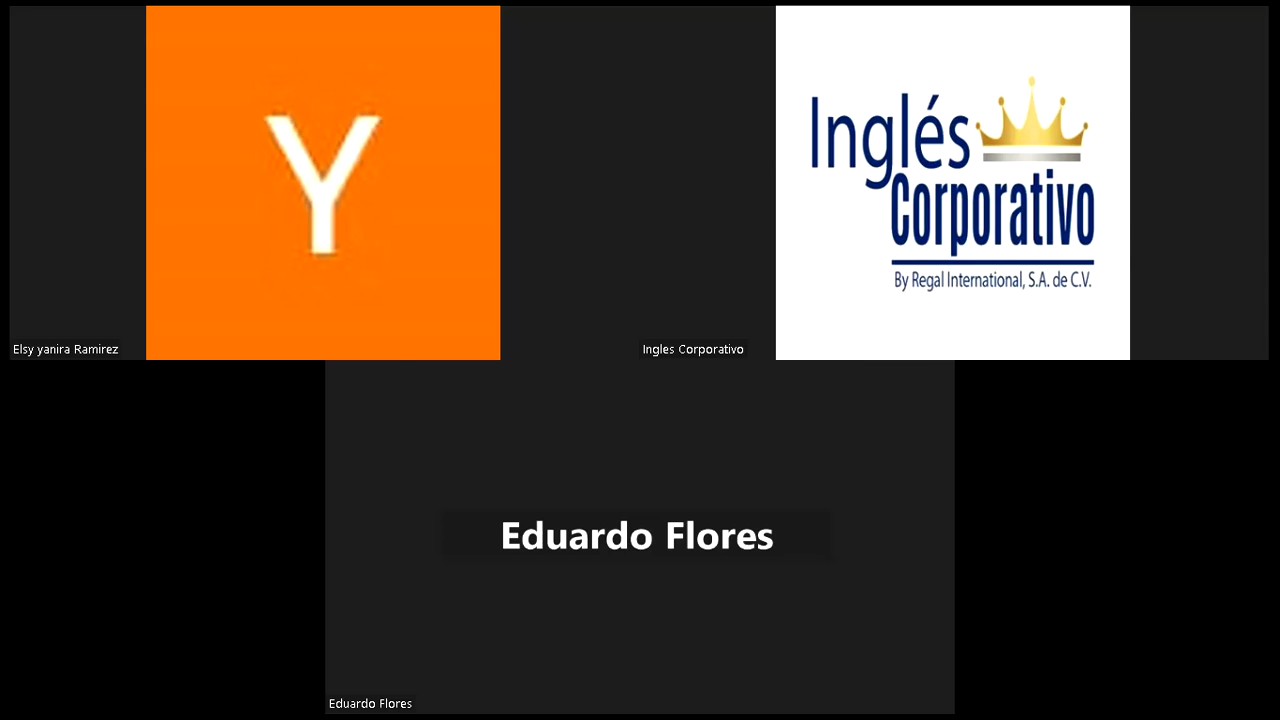 Y
Inglés
Corporativo
By Regal International, S.A. de C.V.
Elsy yanira Ramirez
Ingles Corporativo
Eduardo Flores
Eduardo Flores